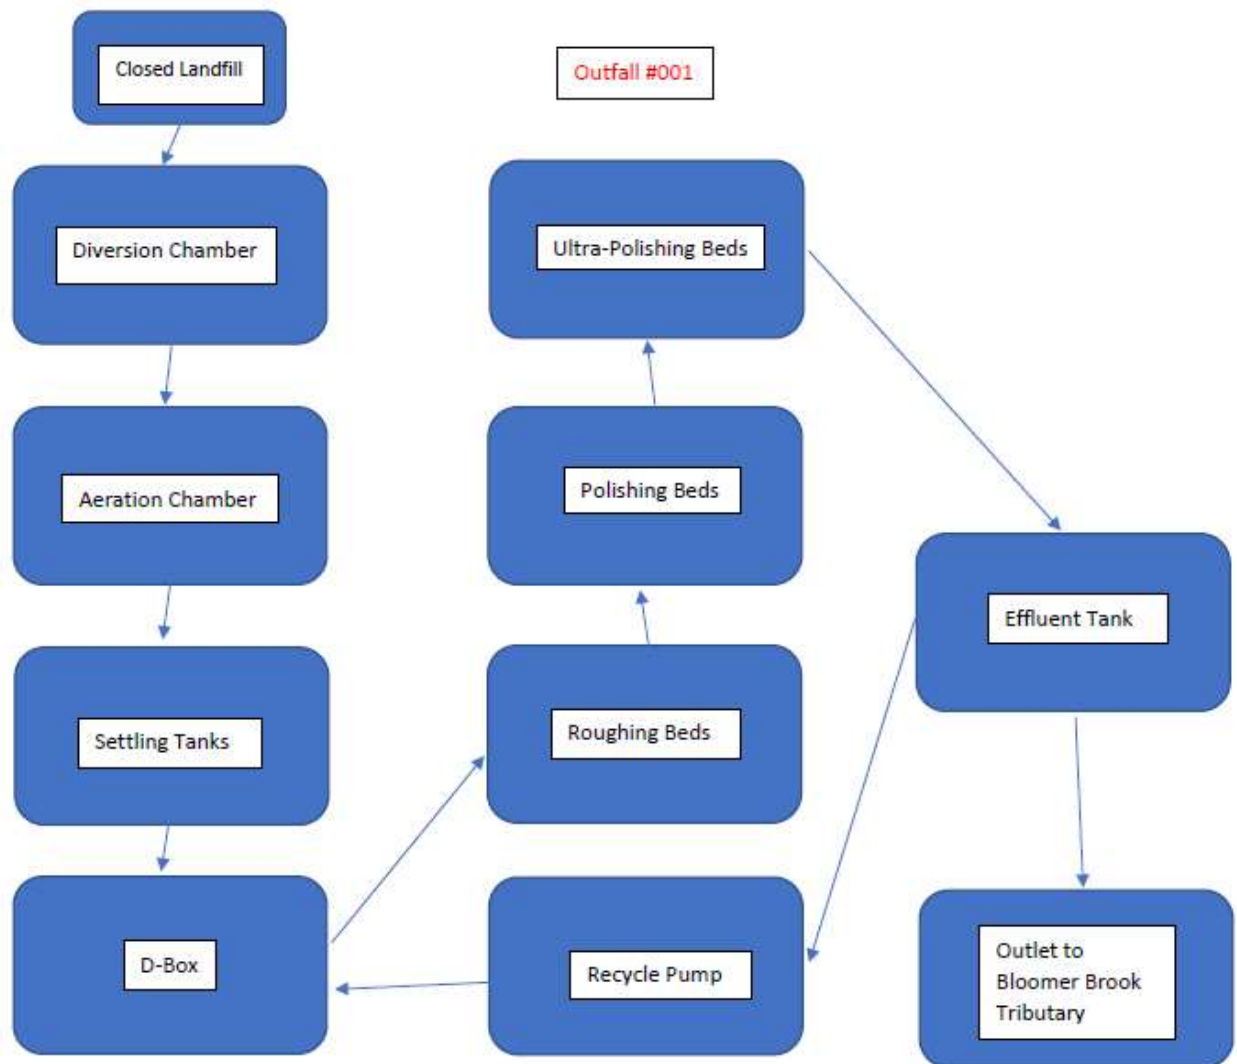 Closed Landfill
Outfall #001
Diversion Chamber
Ultra-Polishing Beds
Aeration Chamber
Polishing Beds
Effluent Tank
Settling Tanks
Roughing Beds
D-Box
Recycle Pump
Outlet to
Bloomer Brook
Tributary